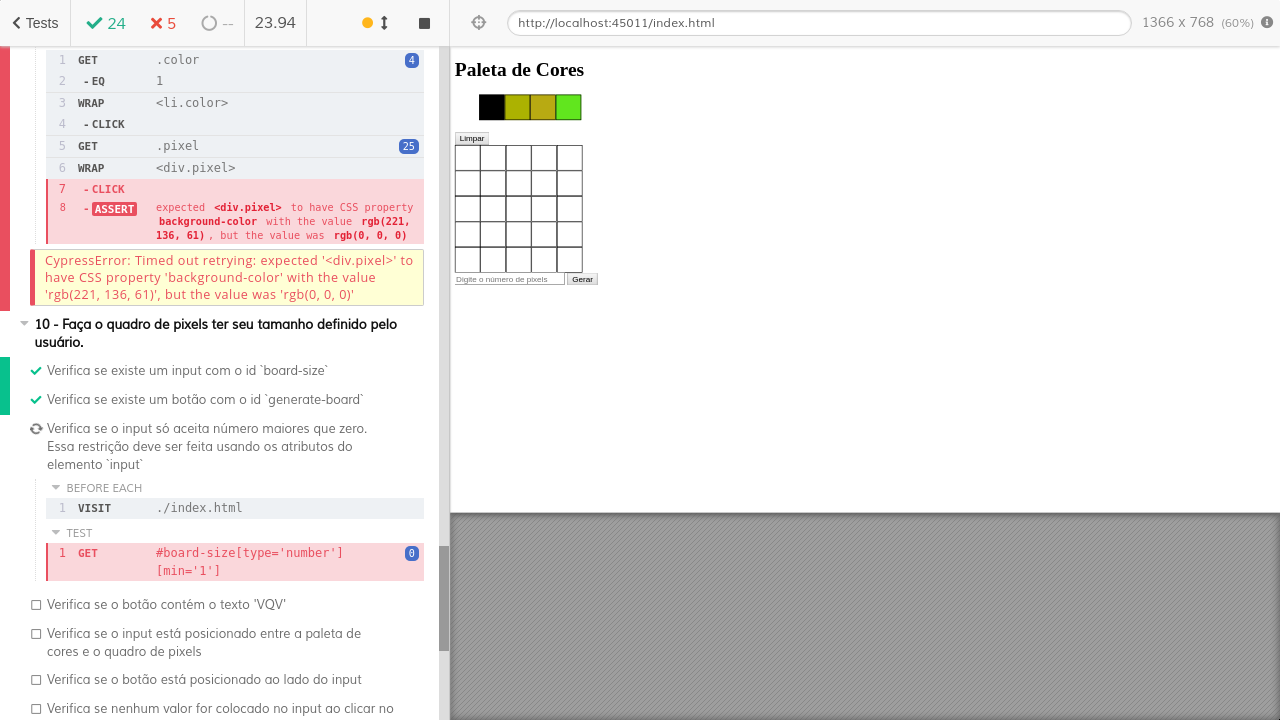 Tests
24
5
--
23.94
http://localhost:45011/index.html
1366 x 768 (60%)
1 GET .color 4
2 - EQ 1
3 WRAP <li.color>
4 - CLICK
5 GET .pixel 25
6 WRAP <div.pixel>
7 - CLICK
8 - ASSERT expected <div.pixel> to have CSS property
background-color with the value rgb(221,
136, 61) , but the value was rgb(0, 0, 0)
CypressError: Timed out retrying: expected '<div.pixel>' to
have CSS property 'background-color' with the value
'rgb(221, 136, 61)', but the value was 'rgb(0, 0, 0)'
10 - Faça o quadro de pixels ter seu tamanho definido pelo
usuário.
Verifica se existe um input com o id `board-size`
Verifica se existe um botão com o id `generate-board`
Verifica se o input só aceita número maiores que zero.
Essa restrição deve ser feita usando os atributos do
elemento `input`
BEFORE EACH
1 VISIT ./index.html
TEST
1 GET #board-size[type='number'] 0
[min='1']
Verifica se o botão contém o texto 'VQV'
Verifica se o input está posicionado entre a paleta de
cores e o quadro de pixels
Verifica se o botão está posicionado ao lado do input
Verifica se nenhum valor for colocado no input ao clicar no
Paleta de Cores
Limpar
Digite o número de pixels Gerar